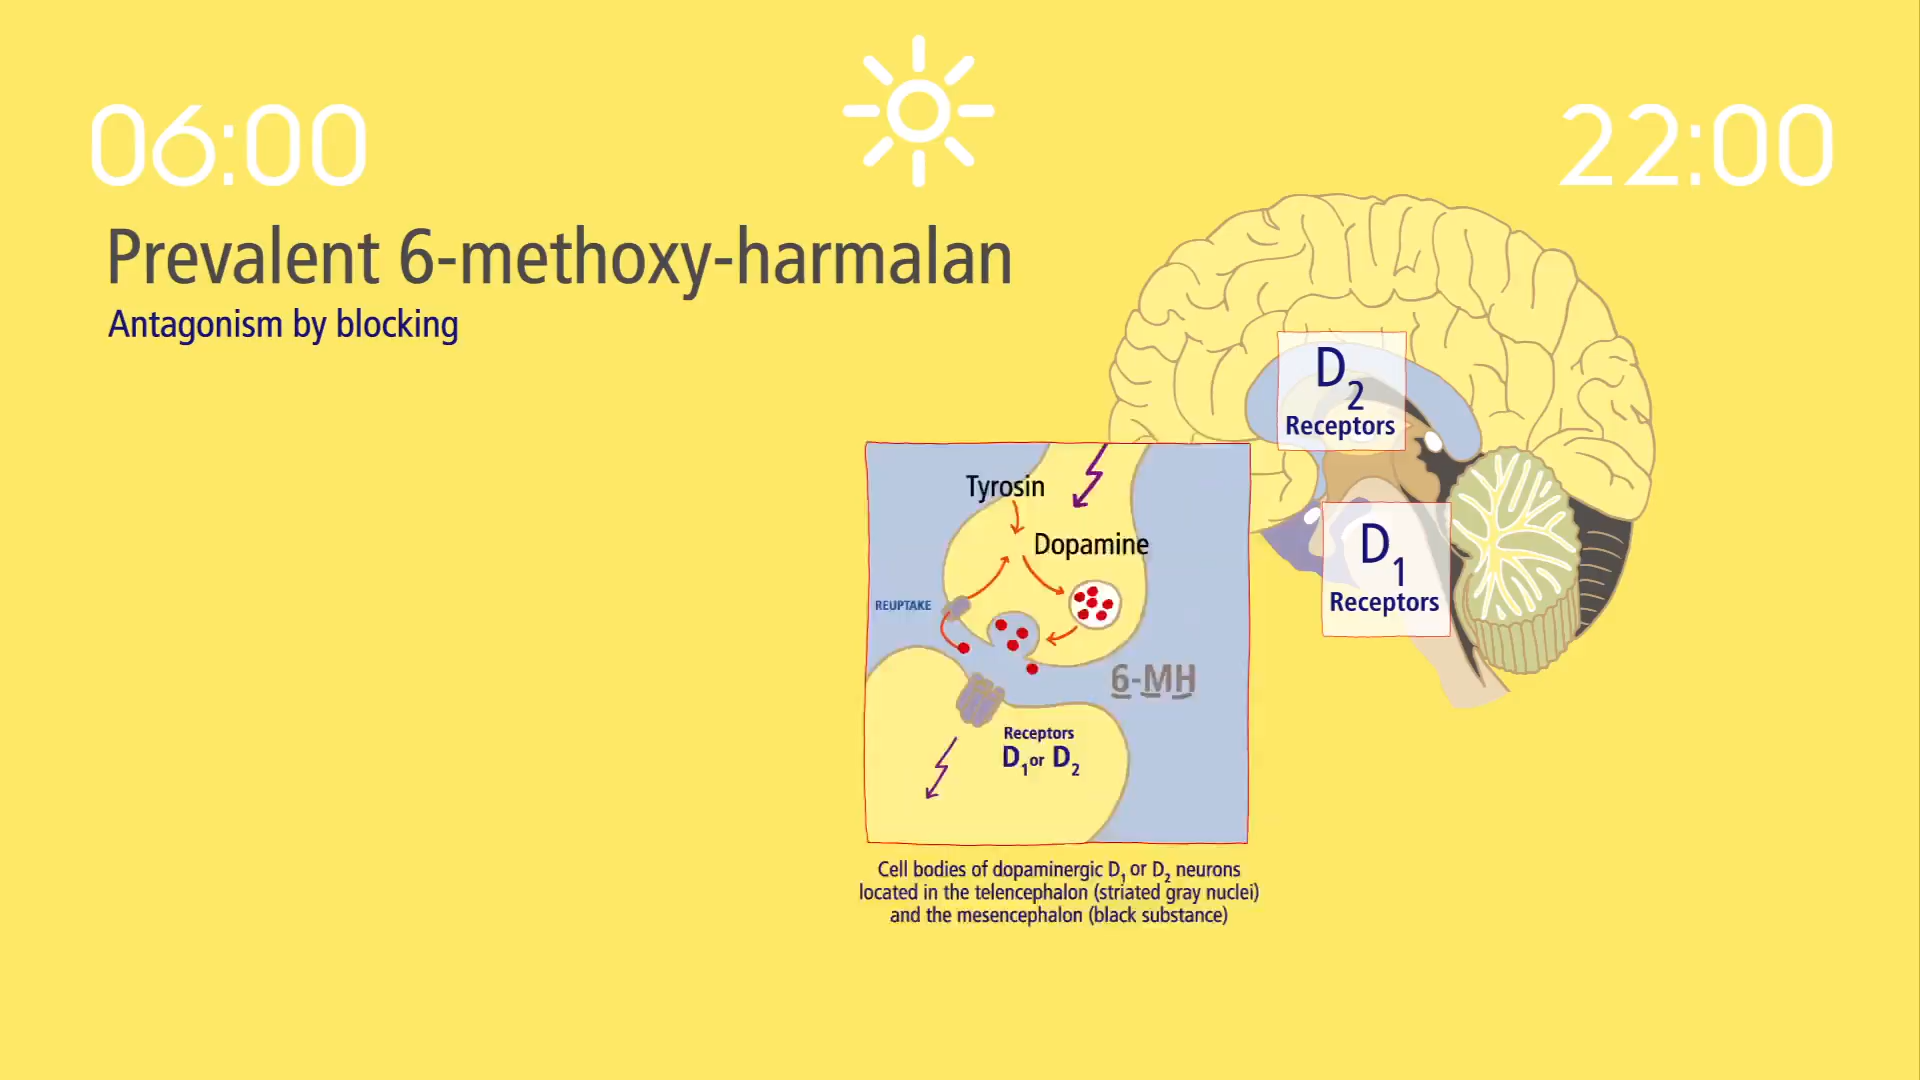 06:00
22:00
Prevalent 6-methoxy-harmalan
Antagonism by blocking
D2
Receptors
D1
Receptors
Tyrosin
Dopamine
REUPTAKE
6-MH
Receptors
D1 or D2
Cell bodies of dopaminergic D1 or D2 neurons
located in the telencephalon (striated gray nuclei)
and the mesencephalon (black substance)